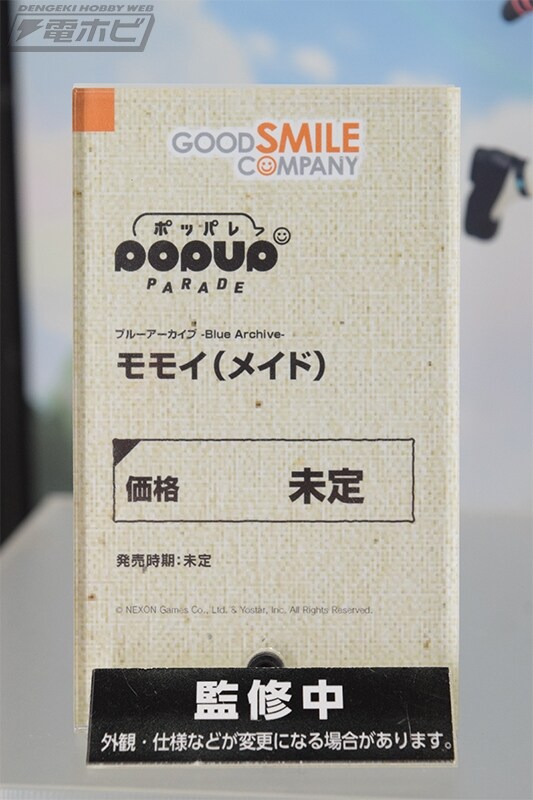 DENGEKI HOBBY WEB
電ホビ
GOOD SMILE
COMPANY
ポッパレ
POPUP
PARADE
ブルーアーカイブ -Blue Archive-
モモイ(メイド)
価格 未定
発売時期:未定
© NEXON Games Co., Ltd. & Yostar, Inc. All Rights Reserved.
監修中
外観・仕様などが変更になる場合があります。